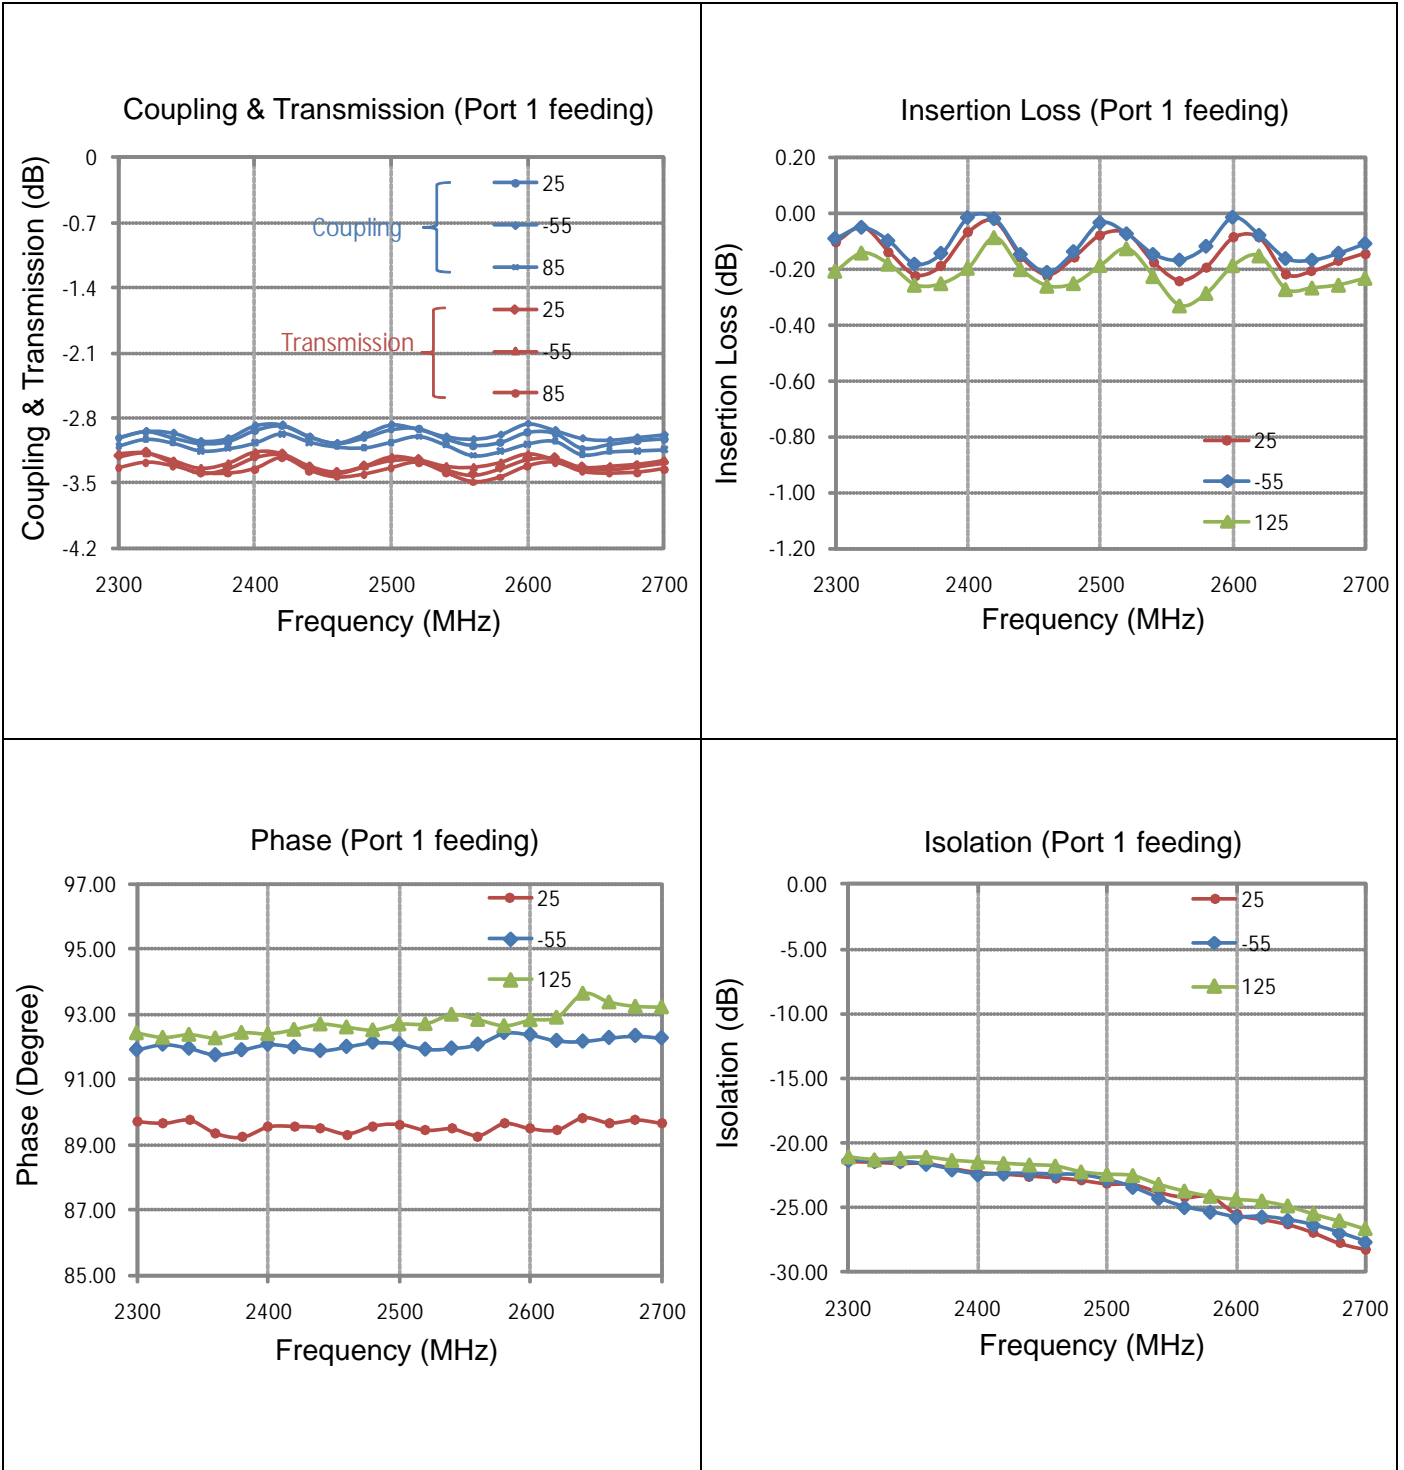 Coupling & Transmission (Port 1 feeding)
Coupling & Transmission (dB)
0
-0.7
-1.4
-2.1
-2.8
-3.5
-4.2
Coupling
25
-55
85
Transmission
25
-55
85
2300 2400 2500 2600 2700
Frequency (MHz)
Insertion Loss (Port 1 feeding)
Insertion Loss (dB)
0.20
0.00
-0.20
-0.40
-0.60
-0.80
-1.00
-1.20
25
-55
125
2300 2400 2500 2600 2700
Frequency (MHz)
Phase (Port 1 feeding)
Phase (Degree)
97.00
95.00
93.00
91.00
89.00
87.00
85.00
25
-55
125
2300 2400 2500 2600 2700
Frequency (MHz)
Isolation (Port 1 feeding)
Isolation (dB)
0.00
-5.00
-10.00
-15.00
-20.00
-25.00
-30.00
25
-55
125
2300 2400 2500 2600 2700
Frequency (MHz)